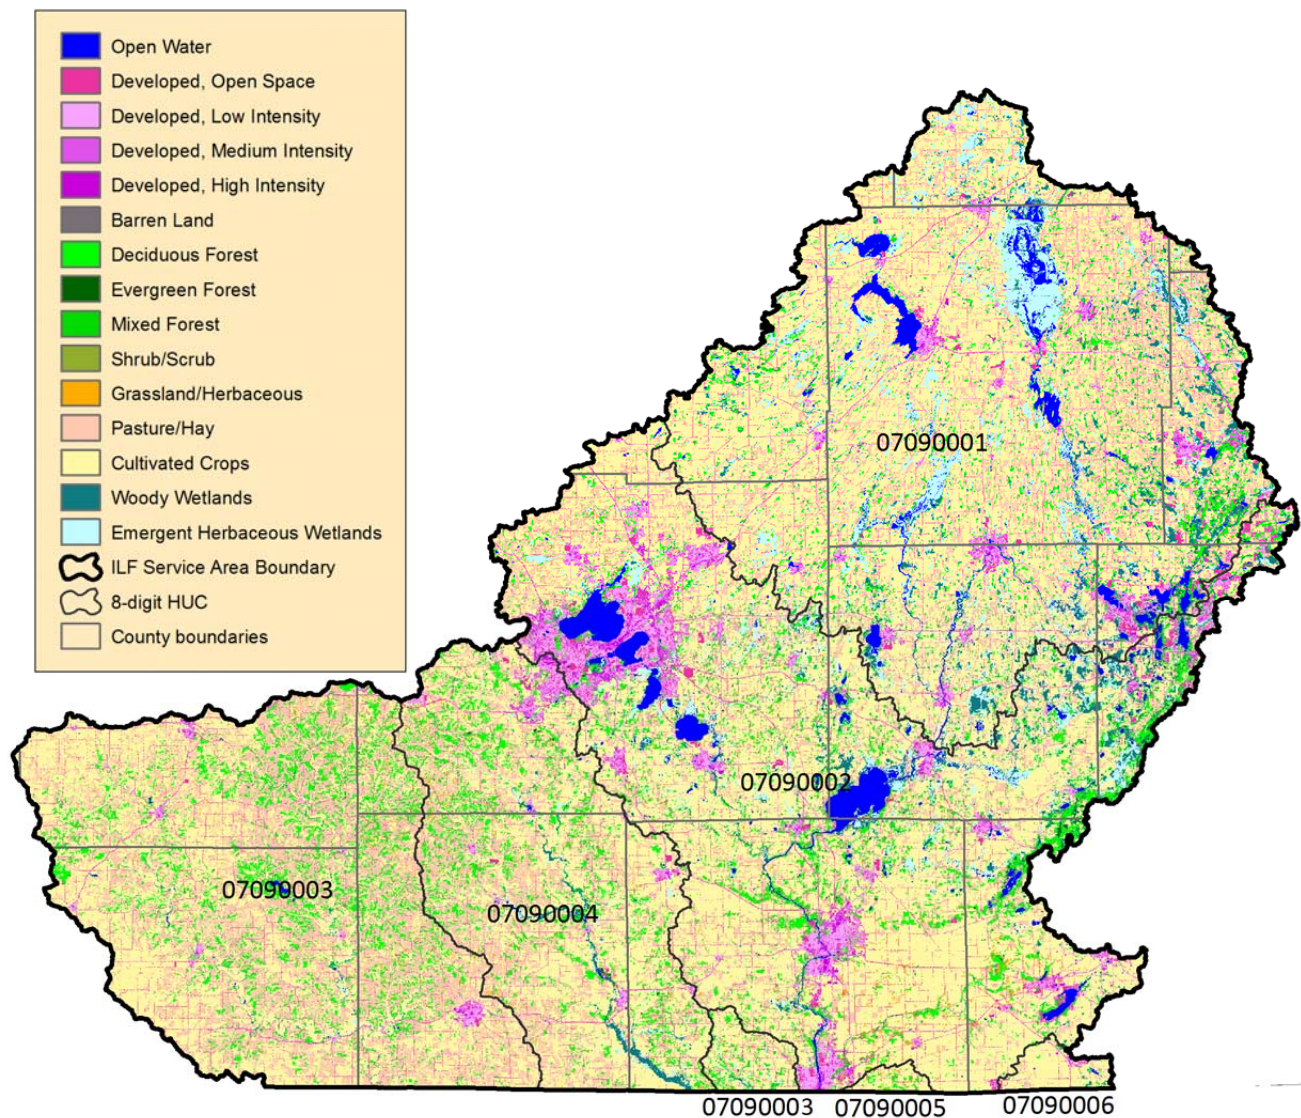 Open Water
Developed, Open Space
Developed, Low Intensity
Developed, Medium Intensity
Developed, High Intensity
Barren Land
Deciduous Forest
Evergreen Forest
Mixed Forest
Shrub/Scrub
Grassland/Herbaceous
Pasture/Hay
Cultivated Crops
Woody Wetlands
Emergent Herbaceous Wetlands
ILF Service Area Boundary
8-digit HUC
County boundaries
07090001
07090002
07090003
07090004
07090003 07090005 07090006